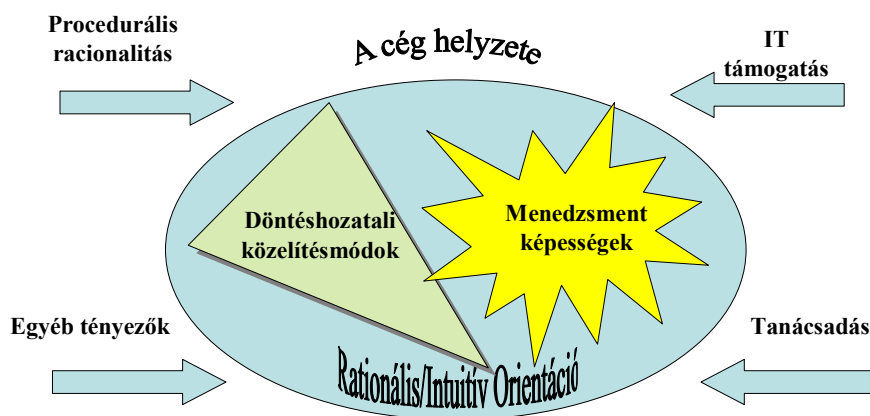 Procedurális
racionalitás
A cég helyzete
IT
támogatás
Döntéshozatali
közelítésmódok
Menedzsment
képességek
Egyéb tényezők
Tanácsadás
Rationális/Intuitív Orientáció